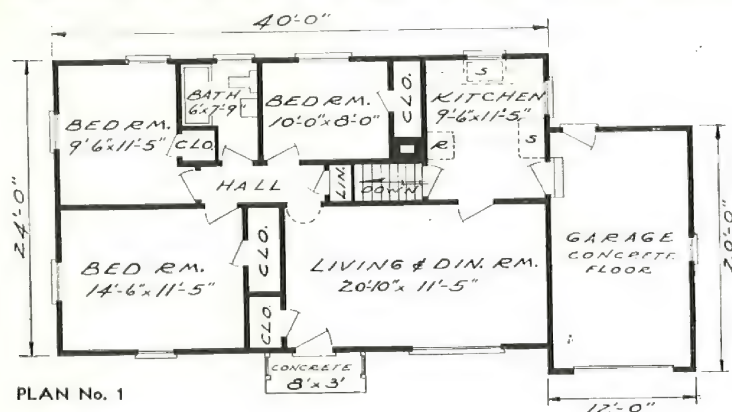 40'-0"
BATH
6'x7'-9"
BED RM.
9'6"x11'-5"
CLO.
BED RM.
10'-0"x8'-0"
CLO.
S
KITCHEN
9'-6"x11'-5"
R
S
HALL
LIN.
DOWN
24'-0"
BED RM.
14'-6"x11'-5"
CLO.
CLO.
LIVING & DIN. RM.
20'-10"x 11'-5"
GARAGE
CONCRETE
FLOOR
20'-0"
CONCRETE
8'x3'
PLAN No. 1
12'-0"